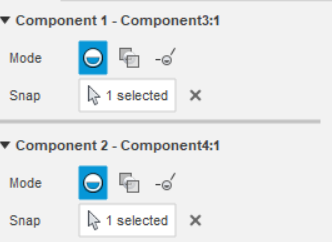 Component 1 - Component3:1
Mode
Snap 1 selected
Component 2 - Component4:1
Mode
Snap 1 selected